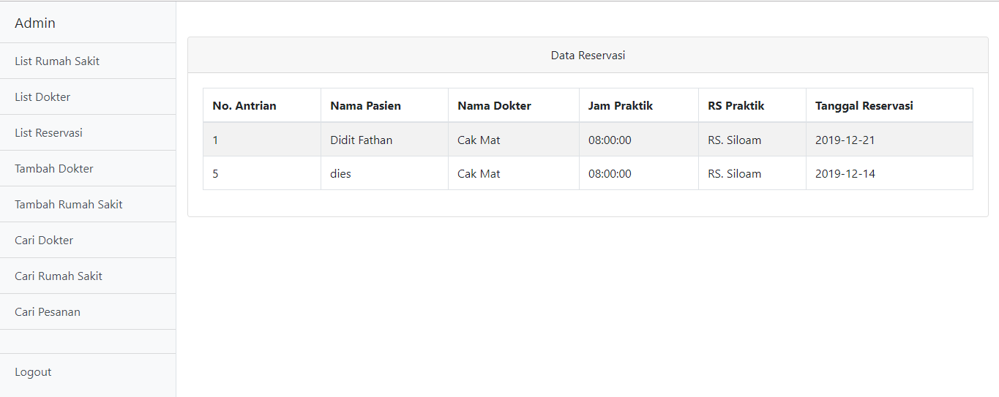 Admin
List Rumah Sakit
List Dokter
List Reservasi
Tambah Dokter
Tambah Rumah Sakit
Cari Dokter
Cari Rumah Sakit
Cari Pesanan
Logout
Data Reservasi
No. Antrian Nama Pasien Nama Dokter Jam Praktik RS Praktik Tanggal Reservasi
1 Didit Fathan Cak Mat 08:00:00 RS. Siloam 2019-12-21
5 dies Cak Mat 08:00:00 RS. Siloam 2019-12-14